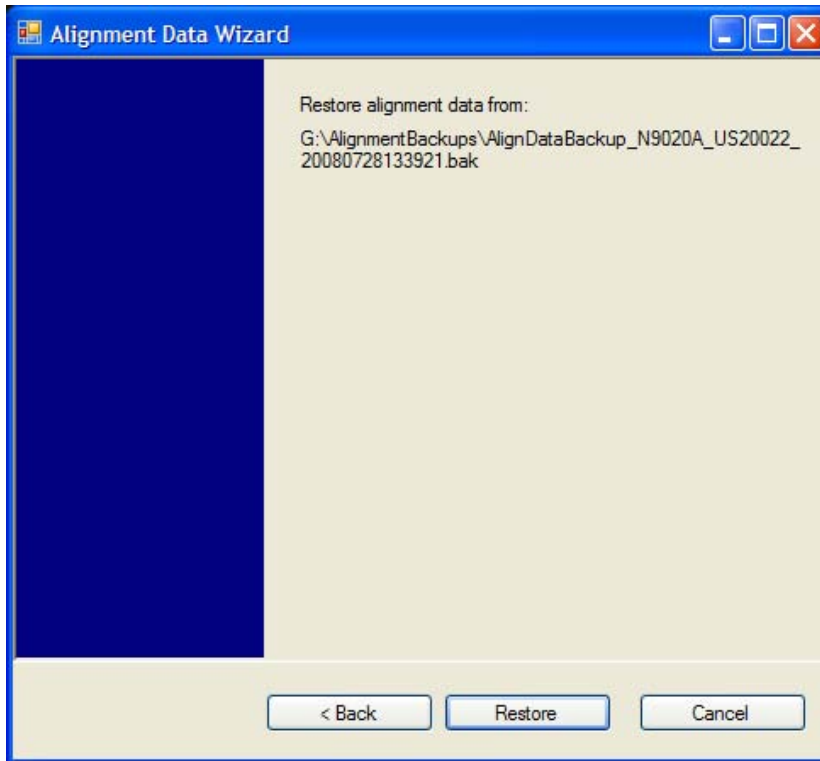 Alignment Data Wizard
Restore alignment data from:
G:\AlignmentBackups\AlignDataBackup_N9020A_US20022_
20080728133921.bak
< Back
Restore
Cancel